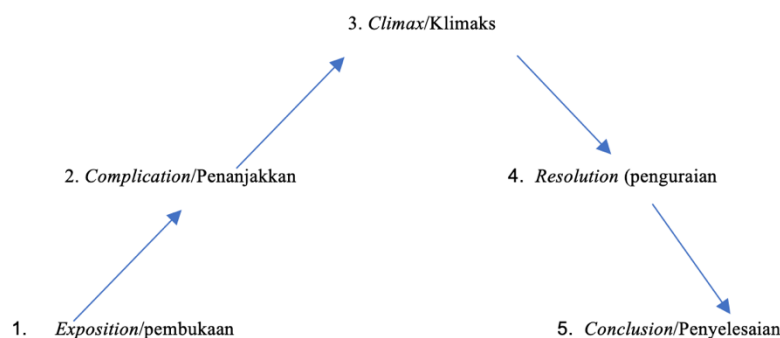 3. Climax/Klimaks
2. Complication/Penanjakkan
4. Resolution (penguraian
1. Exposition/pembukaan
5. Conclusion/Penyelesaian